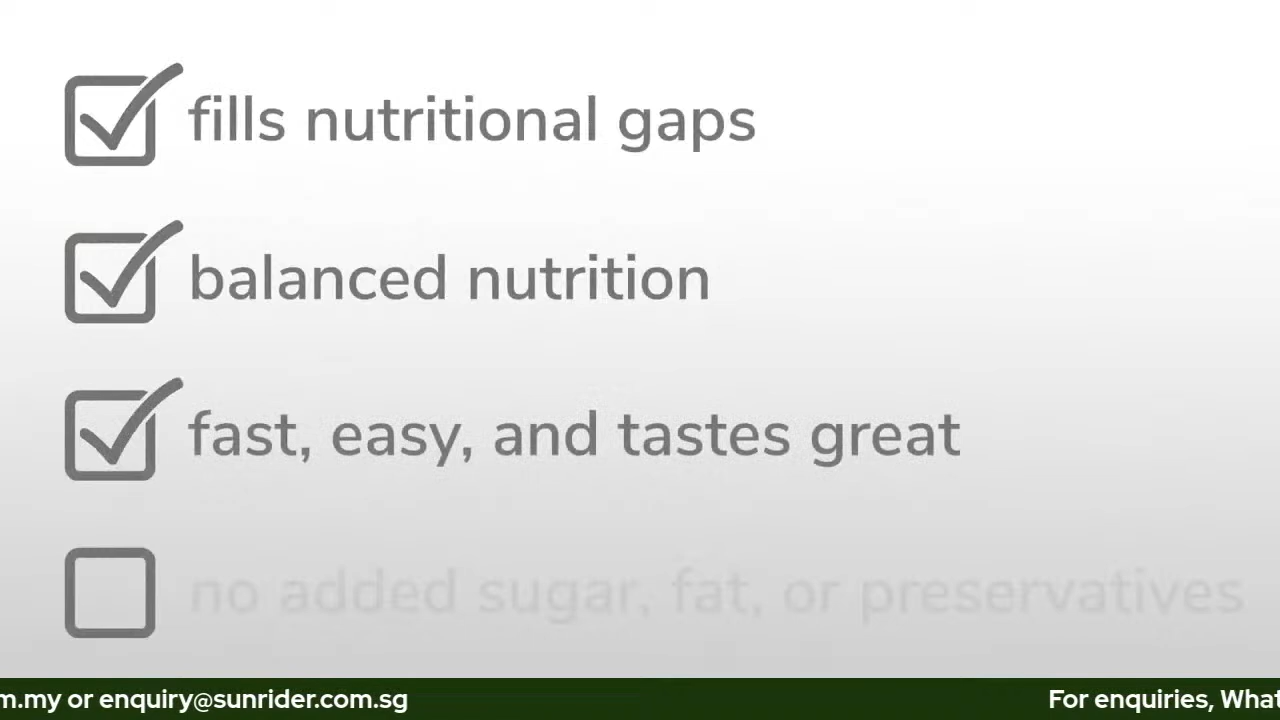 fills nutritional gaps
balanced nutrition
fast, easy, and tastes great
no added sugar, fat, or preservatives
m.my or enquiry@sunrider.com.sg
For enquiries, What